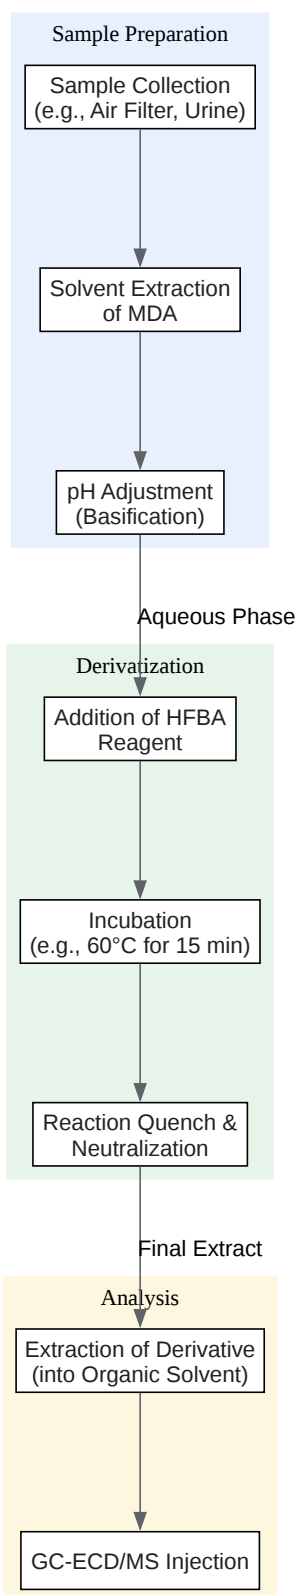 Sample Preparation
Sample Collection
(e.g., Air Filter, Urine)
Solvent Extraction
of MDA
pH Adjustment
(Basification)
Aqueous Phase
Derivatization
Addition of HFBA
Reagent
Incubation
(e.g., 60°C for 15 min)
Reaction Quench &
Neutralization
Final Extract
Analysis
Extraction of Derivative
(into Organic Solvent)
GC-ECD/MS Injection